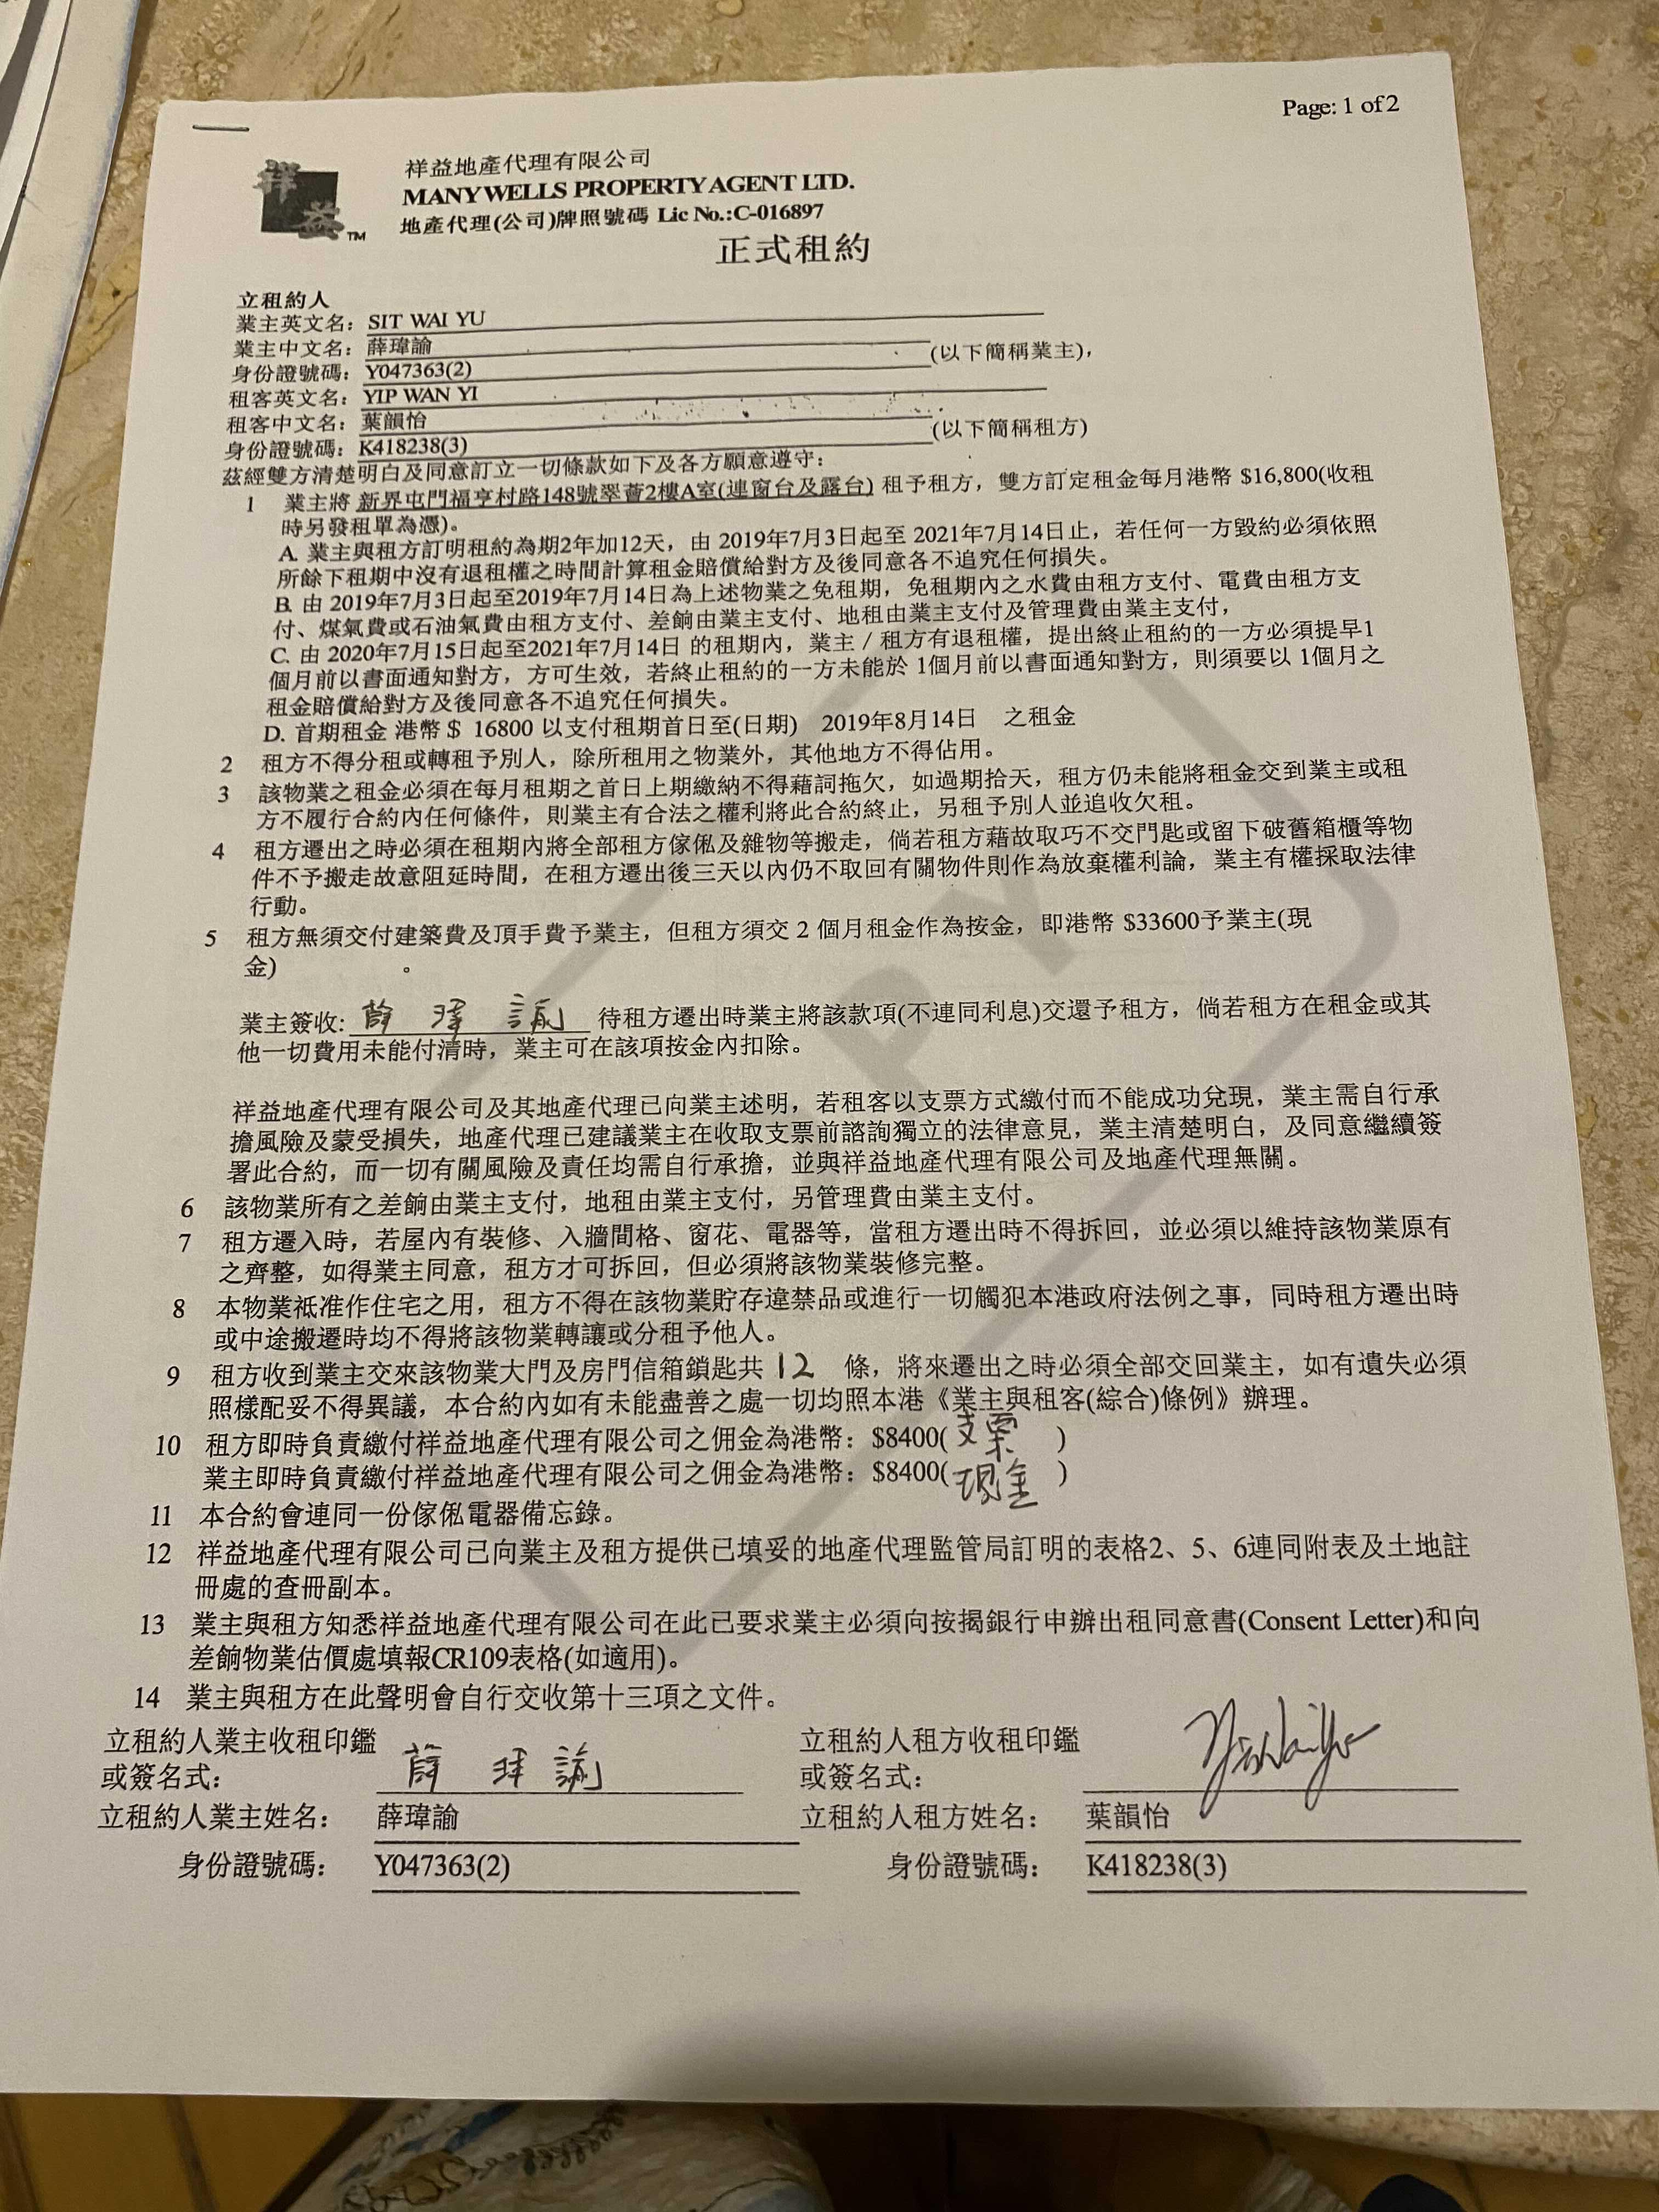 Page: 1 of 2
祥益
TM
祥益地產代理有限公司
MANYWELLS PROPERTY AGENT LTD.
地產代理(公司)牌照號碼 Lic No.:C-016897
正式租約
立租約人
業主英文名: SIT WAI YU
業主中文名: 薛瑋諭 (以下簡稱業主),
身份證號碼: Y047363(2)
租客英文名: YIP WAN YI
租客中文名: 葉韻怡 (以下簡稱租方)
身份證號碼: K418238(3)
茲經雙方清楚明白及同意訂立一切條款如下及各方願意遵守:
1 業主將 新界屯門福亨村路148號翠薈2樓A室(連窗台及露台) 租予租方，雙方訂定租金每月港幣 $16,800(收租
時另發租單為憑)。
A. 業主與租方訂明租約為期2年加12天，由 2019年7月3日起至 2021年7月14日止，若任何一方毀約必須依照
所餘下租期中沒有退租權之時間計算租金賠償給對方及後同意各不追究任何損失。
B. 由 2019年7月3日起至2019年7月14日為上述物業之免租期，免租期內之水費由租方支付、電費由租方支
付、煤氣費或石油氣費由租方支付、差餉由業主支付、地租由業主支付及管理費由業主支付，
C. 由 2020年7月15日起至2021年7月14日 的租期內，業主 / 租方有退租權，提出終止租約的一方必須提早1
個月前以書面通知對方，方可生效，若終止租約的一方未能於 1個月前以書面通知對方，則須要以 1個月之
租金賠償給對方及後同意各不追究任何損失。
D. 首期租金 港幣 $ 16800 以支付租期首日至(日期) 2019年8月14日 之租金
2 租方不得分租或轉租予別人，除所租用之物業外，其他地方不得佔用。
3 該物業之租金必須在每月租期之首日上期繳納不得藉詞拖欠，如過期拾天，租方仍未能將租金交到業主或租
方不履行合約內任何條件，則業主有合法之權利將此合約終止，另租予別人並追收欠租。
4 租方遷出之時必須在租期內將全部租方傢俬及雜物等搬走，倘若租方藉故取巧不交門匙或留下破舊箱櫃等物
件不予搬走故意阻延時間，在租方遷出後三天以內仍不取回有關物件則作為放棄權利論，業主有權採取法律
行動。
5 租方無須交付建築費及頂手費予業主，但租方須交 2 個月租金作為按金，即港幣 $33600予業主(現
金) 。
業主簽收: 薛瑋諭 待租方遷出時業主將該款項(不連同利息)交還予租方，倘若租方在租金或其
他一切費用未能付清時，業主可在該項按金內扣除。
祥益地產代理有限公司及其地產代理已向業主述明，若租客以支票方式繳付而不能成功兌現，業主需自行承
擔風險及蒙受損失，地產代理已建議業主在收取支票前諮詢獨立的法律意見，業主清楚明白，及同意繼續簽
署此合約，而一切有關風險及責任均需自行承擔，並與祥益地產代理有限公司及地產代理無關。
6 該物業所有之差餉由業主支付，地租由業主支付，另管理費由業主支付。
7 租方遷入時，若屋內有裝修、入牆間格、窗花、電器等，當租方遷出時不得拆回，並必須以維持該物業原有
之齊整，如得業主同意，租方才可拆回，但必須將該物業裝修完整。
8 本物業祗准作住宅之用，租方不得在該物業貯存違禁品或進行一切觸犯本港政府法例之事，同時租方遷出時
或中途搬遷時均不得將該物業轉讓或分租予他人。
9 租方收到業主交來該物業大門及房門信箱鎖匙共 12 條，將來遷出之時必須全部交回業主，如有遺失必須
照樣配妥不得異議，本合約內如有未能盡善之處一切均照本港《業主與租客(綜合)條例》辦理。
10 租方即時負責繳付祥益地產代理有限公司之佣金為港幣: $8400(支票)
業主即時負責繳付祥益地產代理有限公司之佣金為港幣: $8400(現金)
11 本合約會連同一份傢俬電器備忘錄。
12 祥益地產代理有限公司已向業主及租方提供已填妥的地產代理監管局訂明的表格2、5、6連同附表及土地註
冊處的查冊副本。
13 業主與租方知悉祥益地產代理有限公司在此已要求業主必須向按揭銀行申辦出租同意書(Consent Letter)和向
差餉物業估價處填報CR109表格(如適用)。
14 業主與租方在此聲明會自行交收第十三項之文件。
立租約人業主收租印鑑 立租約人租方收租印鑑
或簽名式: 薛瑋諭 或簽名式:
立租約人業主姓名: 薛瑋諭 立租約人租方姓名: 葉韻怡
身份證號碼: Y047363(2) 身份證號碼: K418238(3)